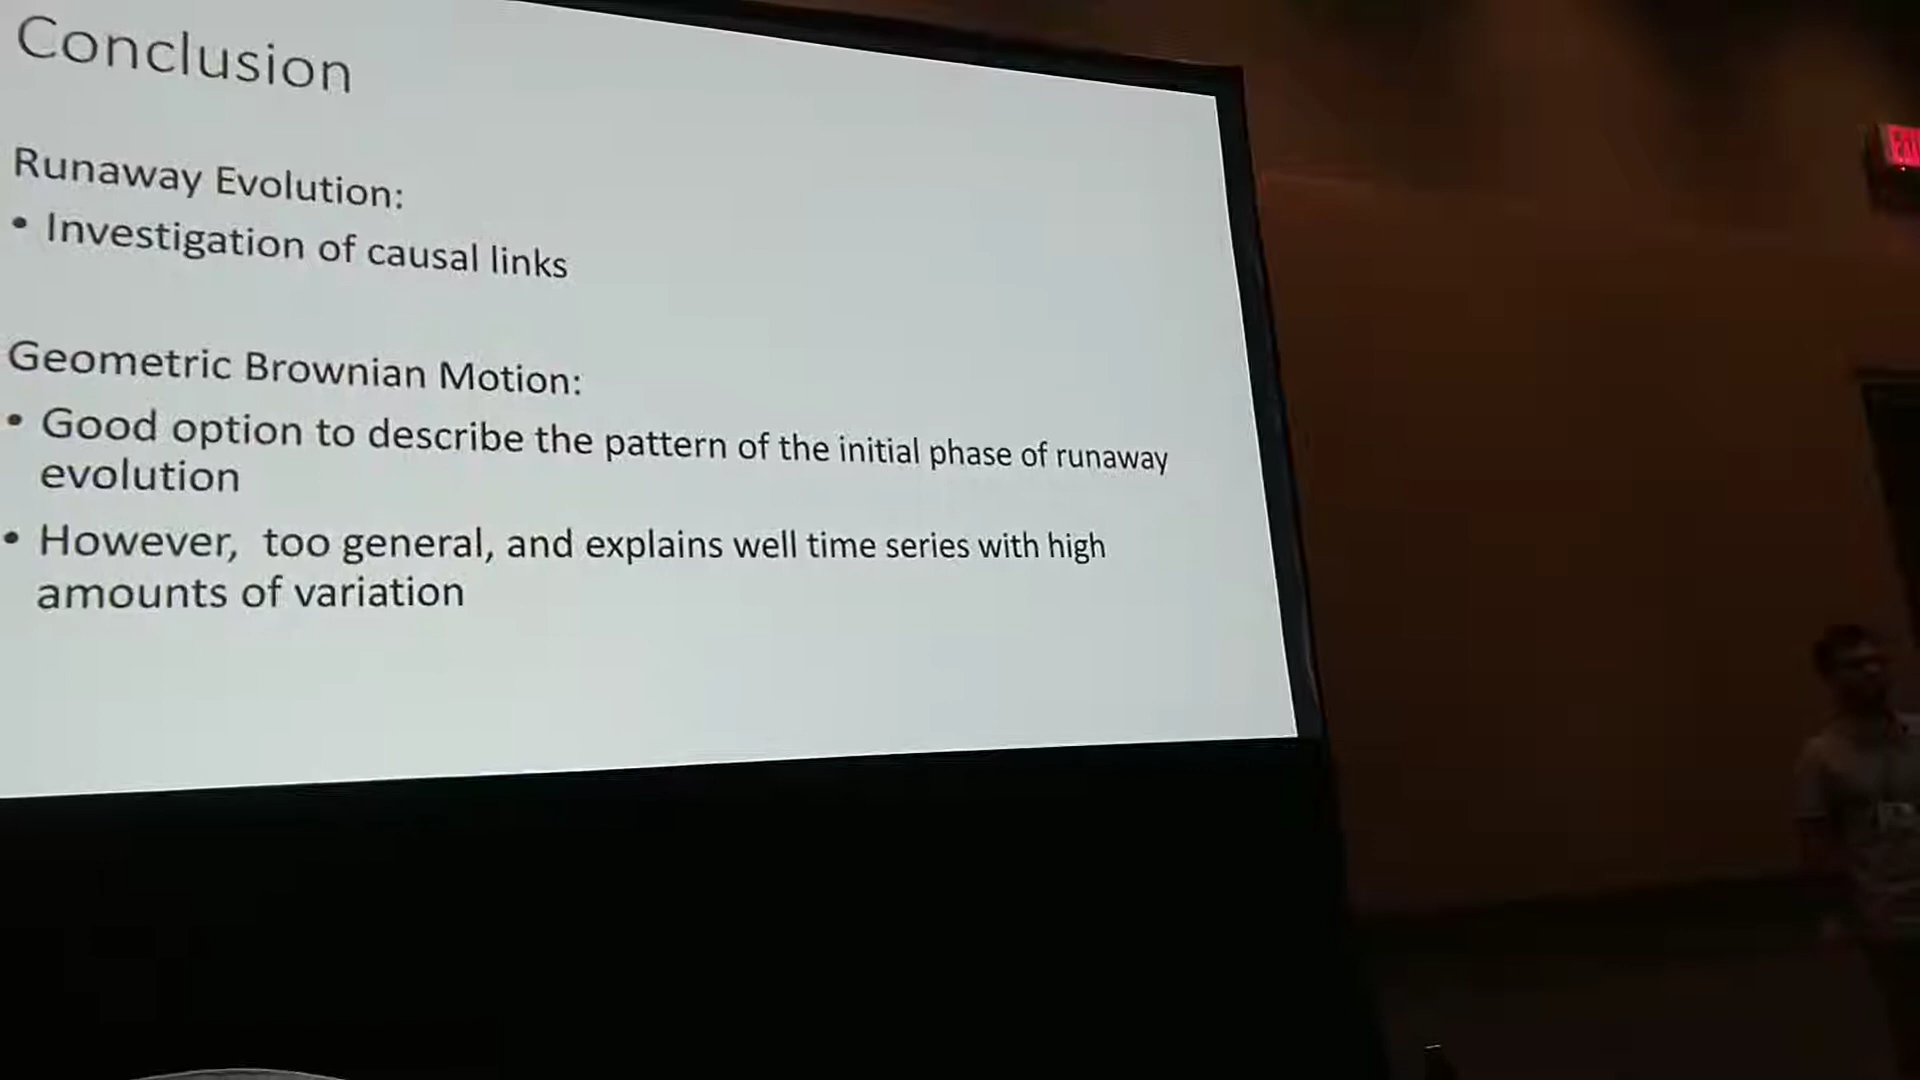 Conclusion
Runaway Evolution:
• Investigation of causal links
Geometric Brownian Motion:
• Good option to describe the pattern of the initial phase of runaway
evolution
• However, too general, and explains well time series with high
amounts of variation